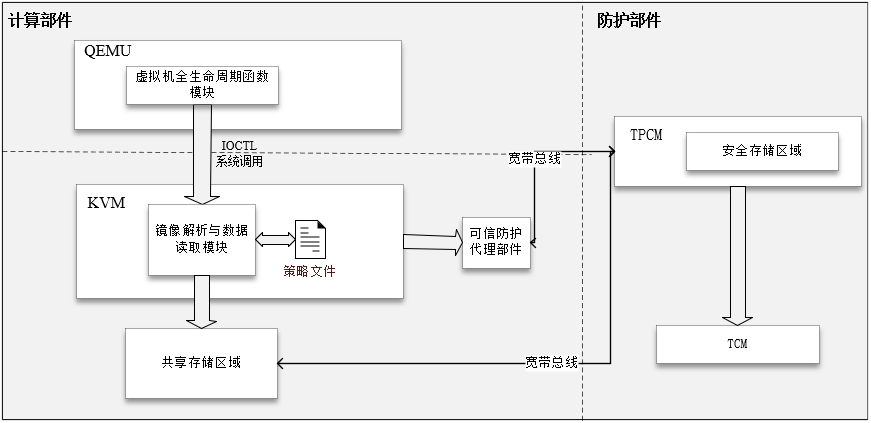 计算部件
防护部件
QEMU
虚拟机全生命周期函数
模块
IOCTL
系统调用
宽带总线
TPCM
安全存储区域
KVM
镜像解析与数据
读取模块
策略文件
可信防护
代理部件
共享存储区域
宽带总线
TCM